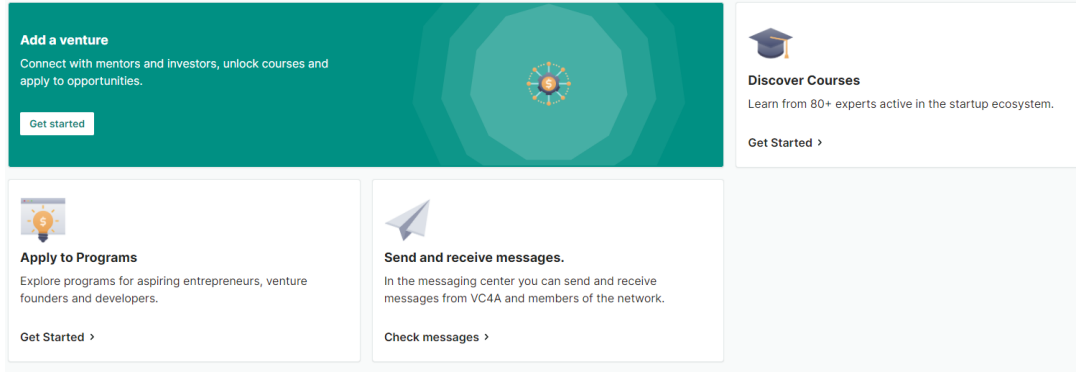 Add a venture
Connect with mentors and investors, unlock courses and
apply to opportunities.
Get started
Discover Courses
Learn from 80+ experts active in the startup ecosystem.
Get Started ›
Apply to Programs
Explore programs for aspiring entrepreneurs, venture
founders and developers.
Get Started ›
Send and receive messages.
In the messaging center you can send and receive
messages from VC4A and members of the network.
Check messages ›